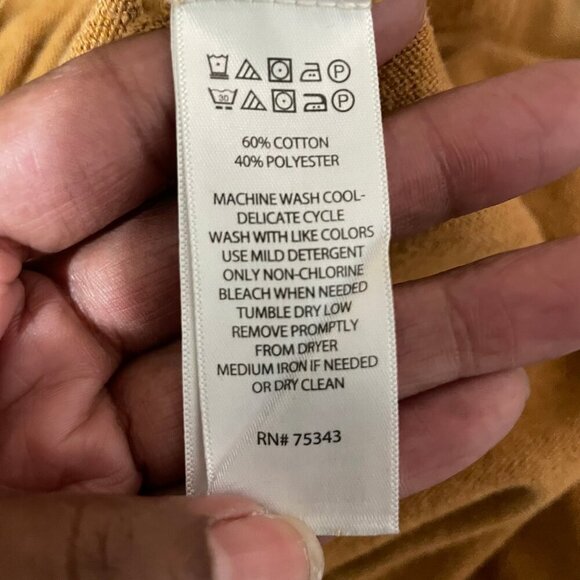 P
30 P
60% COTTON
40% POLYESTER
MACHINE WASH COOL-
DELICATE CYCLE
WASH WITH LIKE COLORS
USE MILD DETERGENT
ONLY NON-CHLORINE
BLEACH WHEN NEEDED
TUMBLE DRY LOW
REMOVE PROMPTLY
FROM DRYER
MEDIUM IRON IF NEEDED
OR DRY CLEAN
RN# 75343